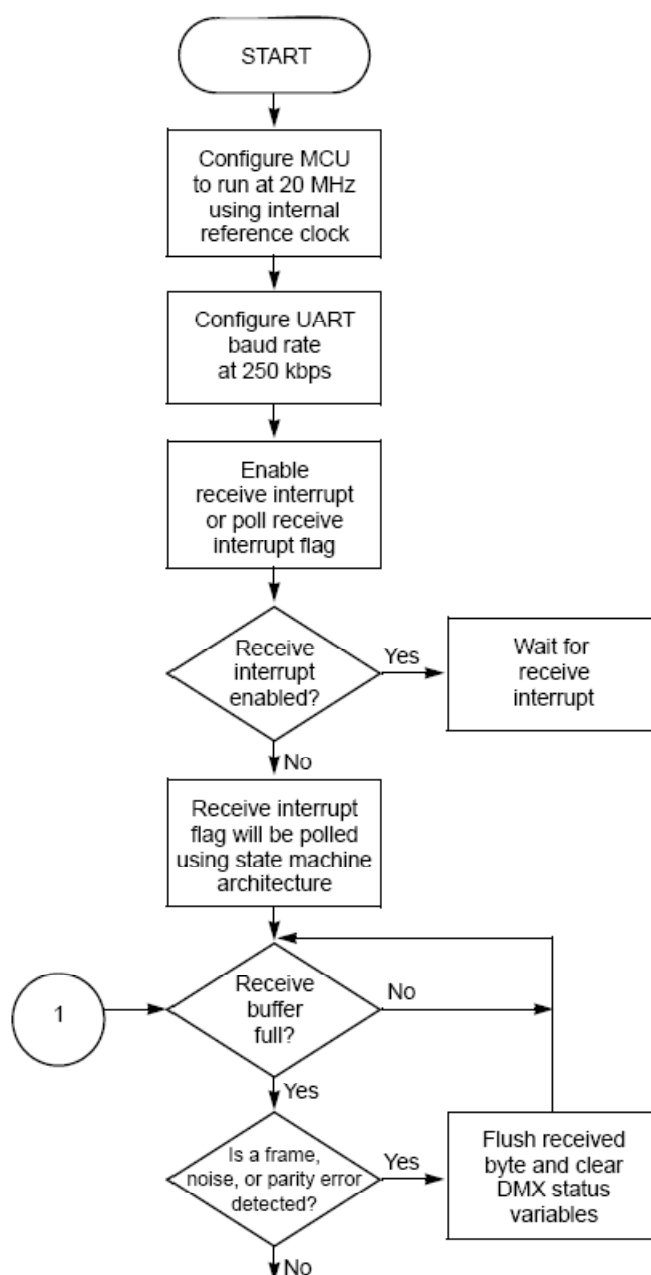 START
Configure MCU
to run at 20 MHz
using internal
reference clock
Configure UART
baud rate
at 250 kbps
Enable
receive interrupt
or poll receive
interrupt flag
Receive
interrupt
enabled?
Yes
Wait for
receive
interrupt
No
Receive interrupt
flag will be polled
using state machine
architecture
1
Receive
buffer
full?
No
Yes
Is a frame,
noise, or parity error
detected?
Yes
Flush received
byte and clear
DMX status
variables
No